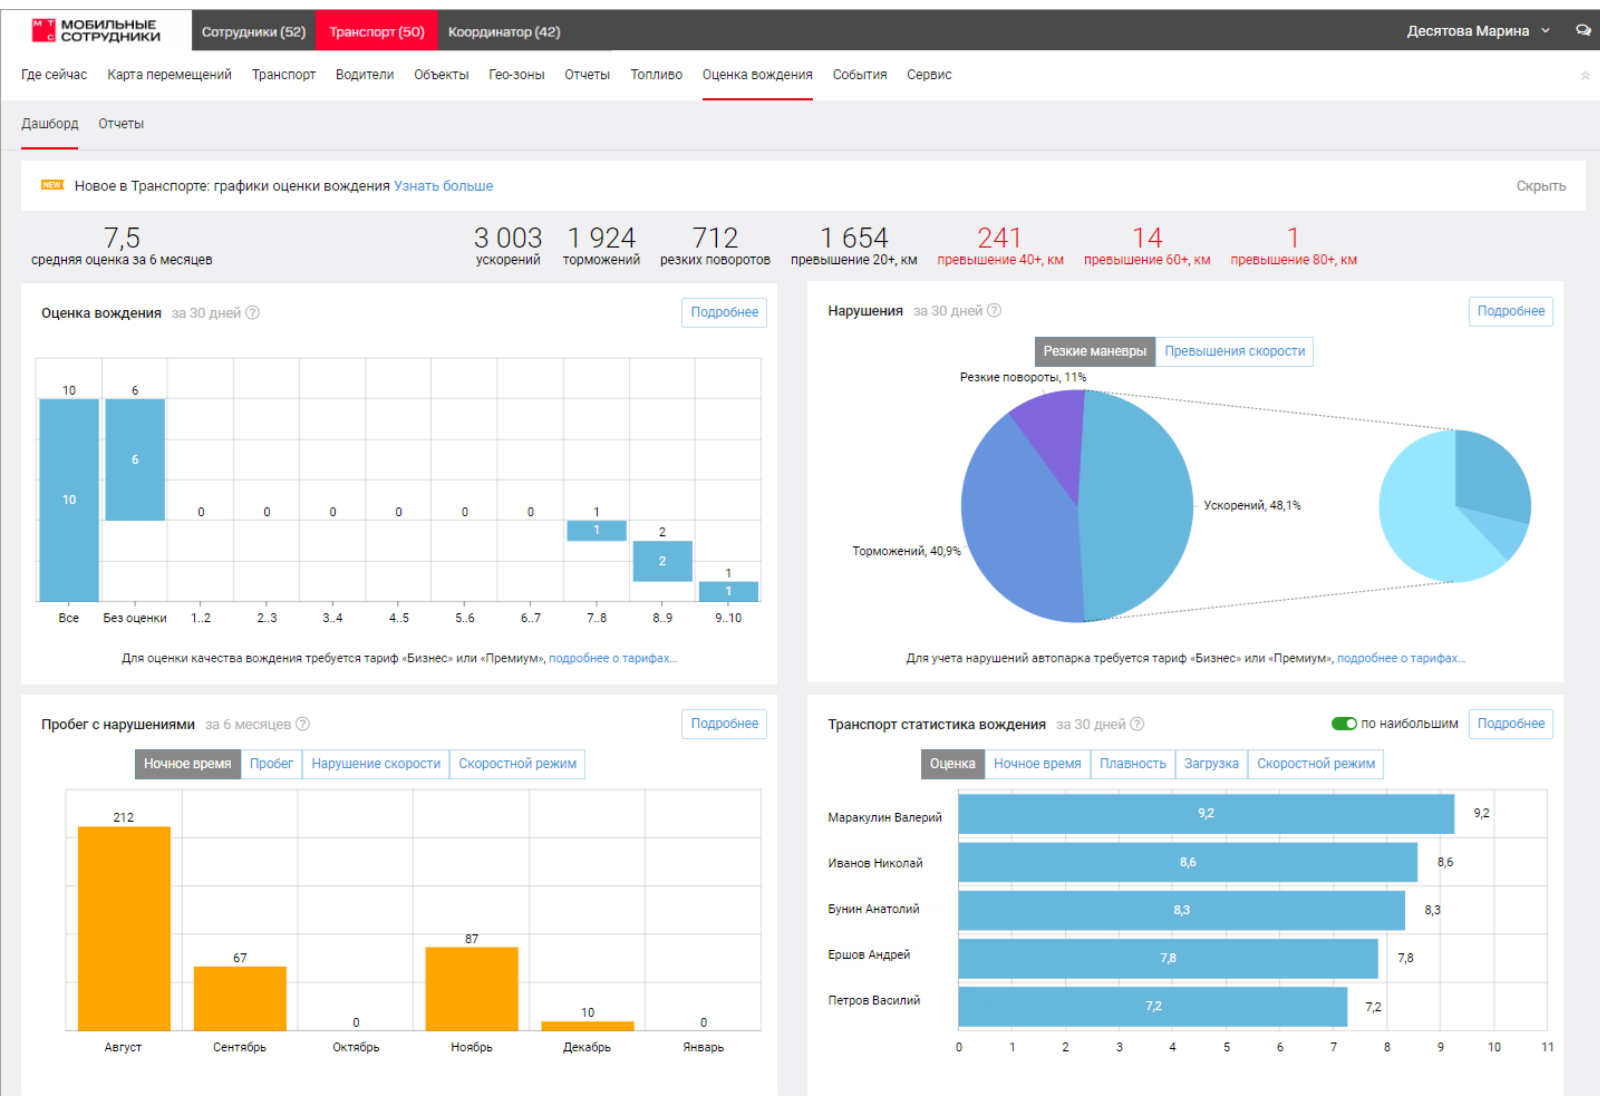 МТС МОБИЛЬНЫЕ СОТРУДНИКИ
Сотрудники (52) Транспорт (50) Координатор (42) Десятова Марина
Где сейчас Карта перемещений Транспорт Водители Объекты Гео-зоны Отчеты Топливо Оценка вождения События Сервис
Дашборд Отчеты
NEW Новое в Транспорте: графики оценки вождения Узнать больше Скрыть
7,5 3 003 1 924 712 1 654 241 14 1
средняя оценка за 6 месяцев ускорений торможений резких поворотов превышение 20+, км превышение 40+, км превышение 60+, км превышение 80+, км
Оценка вождения за 30 дней ? Подробнее
10 6
6
10
0 0 0 0 0 0 1
1
2
2
1
1
Все Без оценки 1..2 2..3 3..4 4..5 5..6 6..7 7..8 8..9 9..10
Для оценки качества вождения требуется тариф «Бизнес» или «Премиум», подробнее о тарифах...
Нарушения за 30 дней ? Подробнее
Резкие маневры Превышения скорости
Резкие повороты, 11%
Ускорений, 48,1%
Торможений, 40,9%
Для учета нарушений автопарка требуется тариф «Бизнес» или «Премиум», подробнее о тарифах...
Пробег с нарушениями за 6 месяцев ? Подробнее
Ночное время Пробег Нарушение скорости Скоростной режим
212
67
0
87
10
0
Август Сентябрь Октябрь Ноябрь Декабрь Январь
Транспорт статистика вождения за 30 дней ? по наибольшим Подробнее
Оценка Ночное время Плавность Загрузка Скоростной режим
Маракулин Валерий 9,2 9,2
Иванов Николай 8,6 8,6
Бунин Анатолий 8,3 8,3
Ершов Андрей 7,8 7,8
Петров Василий 7,2 7,2
0 1 2 3 4 5 6 7 8 9 10 11